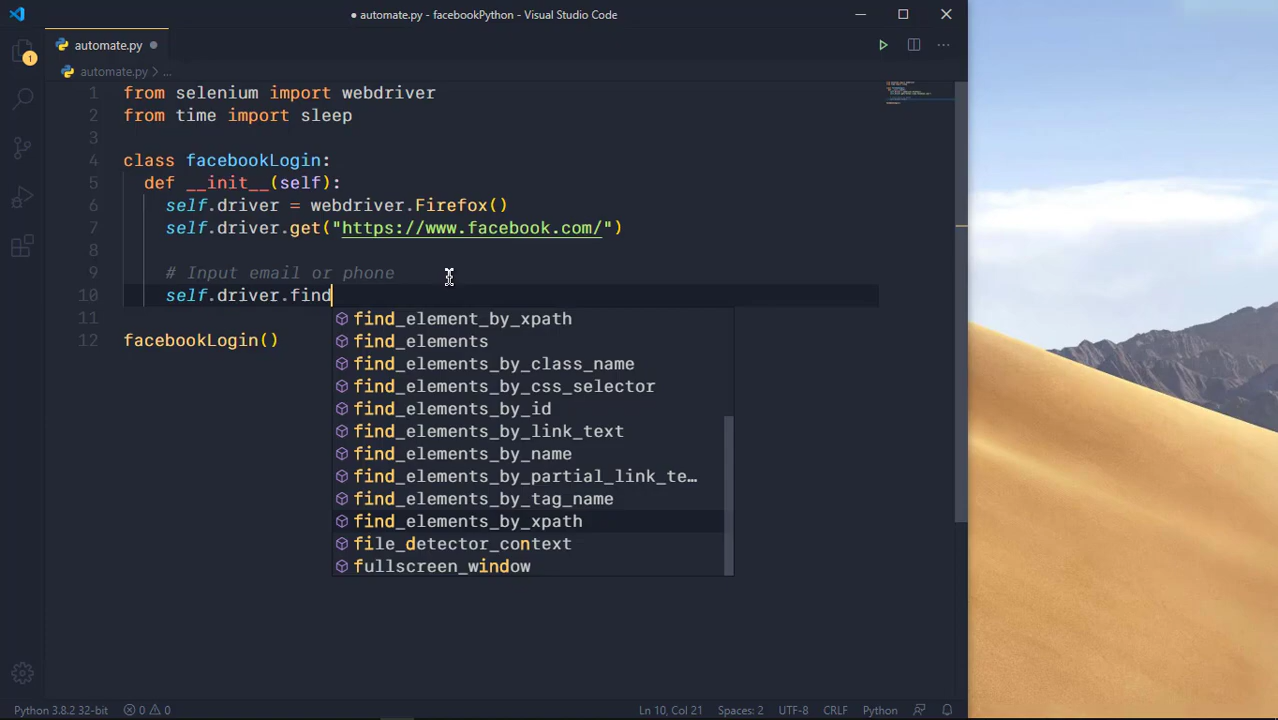 automate.py - facebookPython - Visual Studio Code
automate.py
automate.py > ...
1
1 from selenium import webdriver
2 from time import sleep
3
4 class facebookLogin:
5 def __init__(self):
6 self.driver = webdriver.Firefox()
7 self.driver.get("https://www.facebook.com/")
8
9 # Input email or phone
10 self.driver.find
11
12 facebookLogin()
find_element_by_xpath
find_elements
find_elements_by_class_name
find_elements_by_css_selector
find_elements_by_id
find_elements_by_link_text
find_elements_by_name
find_elements_by_partial_link_te…
find_elements_by_tag_name
find_elements_by_xpath
file_detector_context
fullscreen_window
Python 3.8.2 32-bit 0 0 Ln 10, Col 21 Spaces: 2 UTF-8 CRLF Python